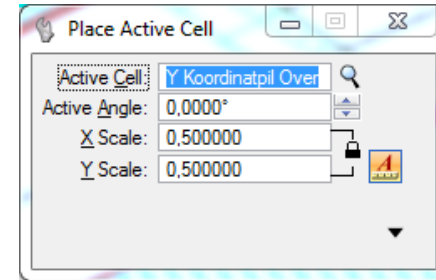 Place Active Cell
Active Cell: Y Koordinatpil Over
Active Angle: 0,0000°
X Scale: 0,500000
Y Scale: 0,500000
A